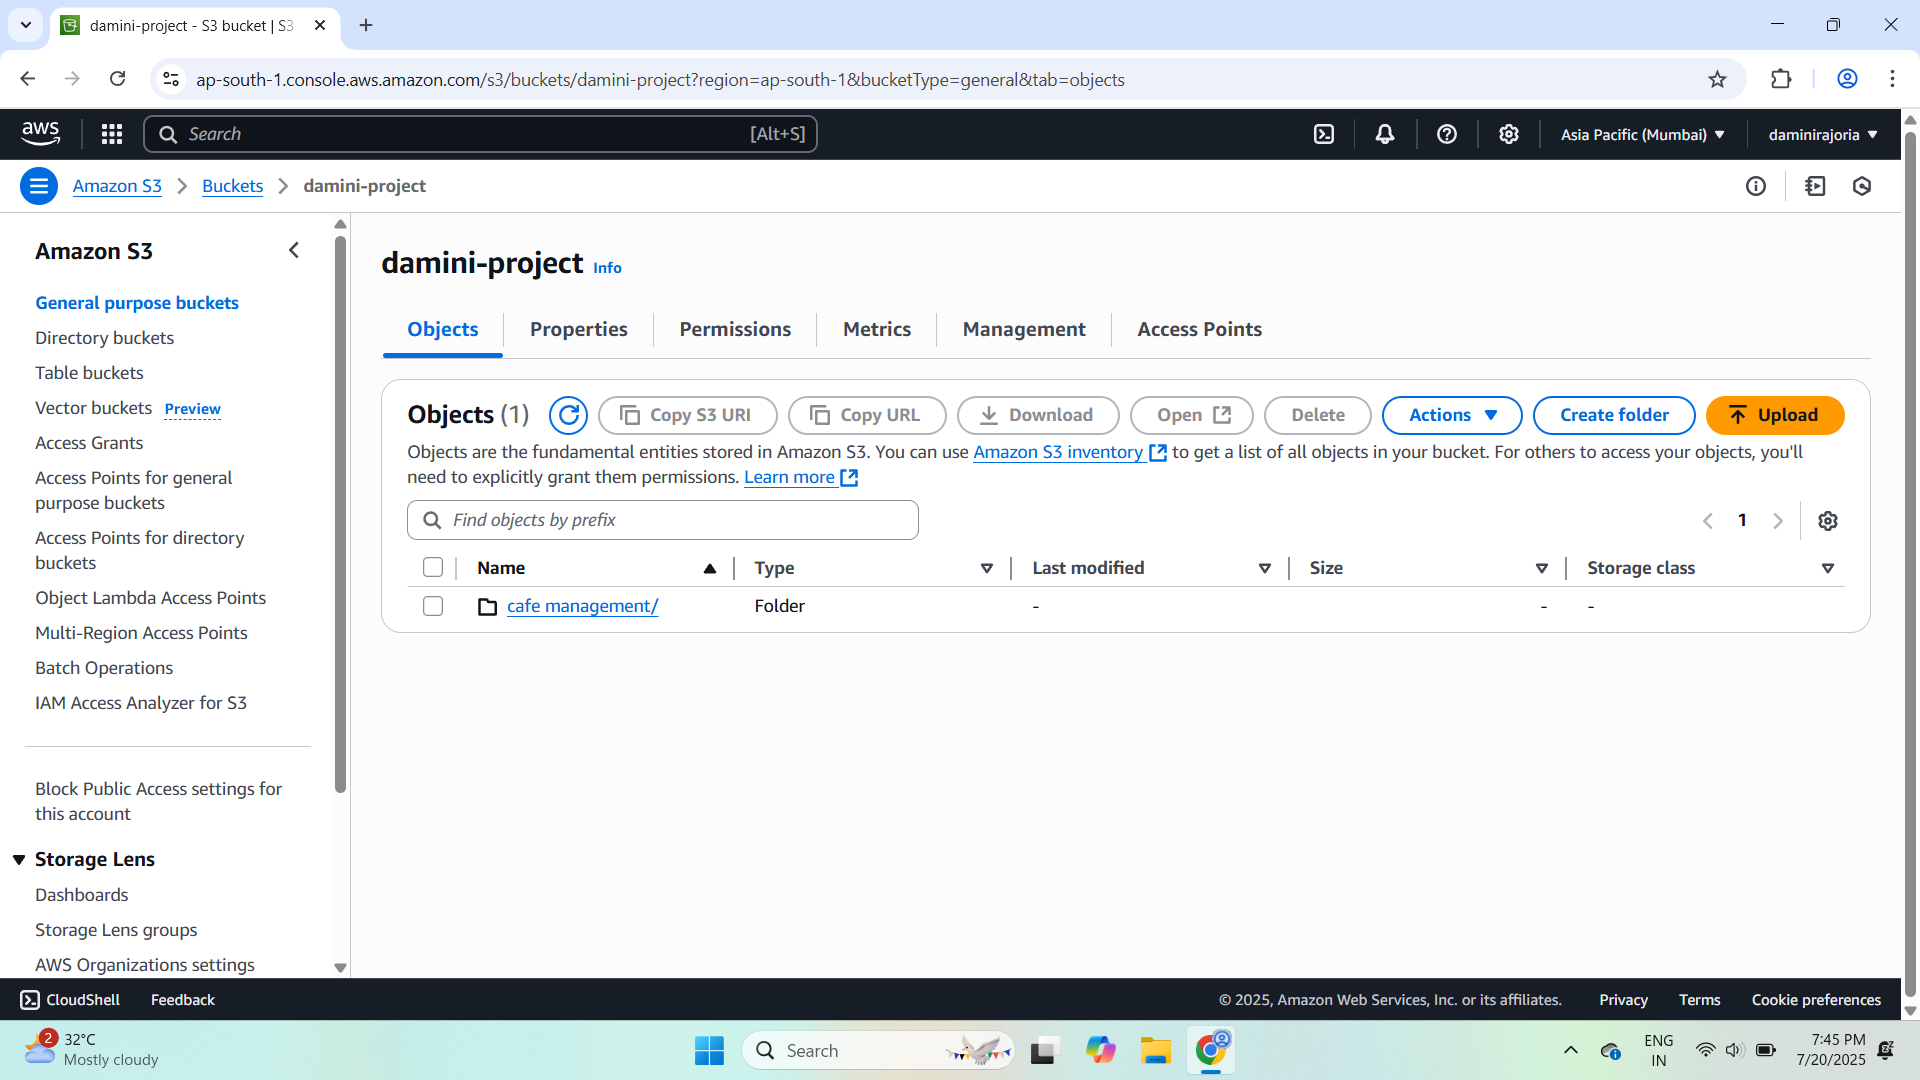 damini-project - S3 bucket | S3
ap-south-1.console.aws.amazon.com/s3/buckets/damini-project?region=ap-south-1&bucketType=general&tab=objects
aws
Search
[Alt+S]
Asia Pacific (Mumbai)
daminirajoria
Amazon S3
Buckets
damini-project
Amazon S3
General purpose buckets
Directory buckets
Table buckets
Vector buckets Preview
Access Grants
Access Points for general
purpose buckets
Access Points for directory
buckets
Object Lambda Access Points
Multi-Region Access Points
Batch Operations
IAM Access Analyzer for S3
Block Public Access settings for
this account
Storage Lens
Dashboards
Storage Lens groups
AWS Organizations settings
damini-project Info
Objects
Properties
Permissions
Metrics
Management
Access Points
Objects (1)
Copy S3 URI
Copy URL
Download
Open
Delete
Actions
Create folder
Upload
Objects are the fundamental entities stored in Amazon S3. You can use Amazon S3 inventory to get a list of all objects in your bucket. For others to access your objects, you'll
need to explicitly grant them permissions. Learn more
Find objects by prefix
1
Name
Type
Last modified
Size
Storage class
cafe management/
Folder
-
-
-
CloudShell
Feedback
© 2025, Amazon Web Services, Inc. or its affiliates.
Privacy
Terms
Cookie preferences
2
32°C
Mostly cloudy
Search
ENG
IN
7:45 PM
7/20/2025